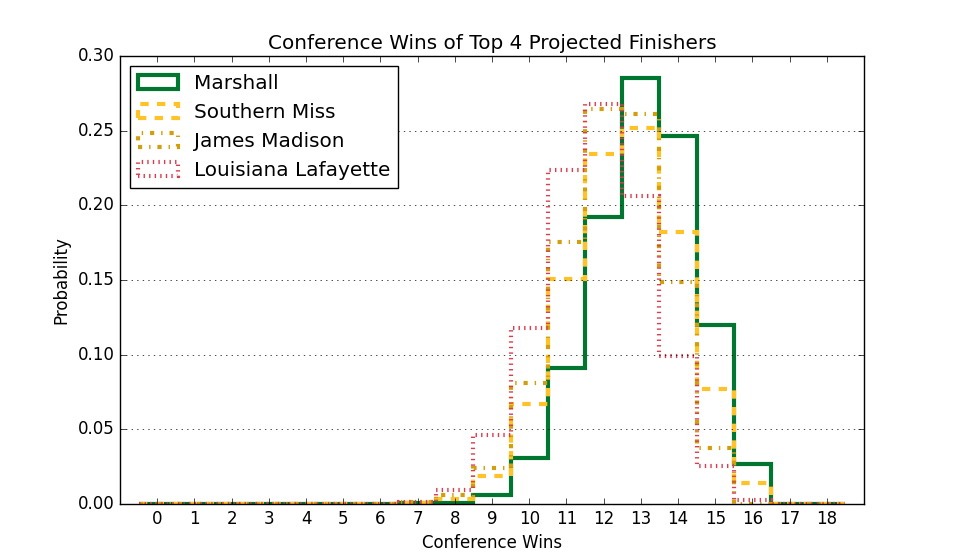 Conference Wins of Top 4 Projected Finishers
0.30
0.25
0.20
0.15
0.10
0.05
0.00
Probability
Marshall
Southern Miss
James Madison
Louisiana Lafayette
0 1 2 3 4 5 6 7 8 9 10 11 12 13 14 15 16 17 18
Conference Wins